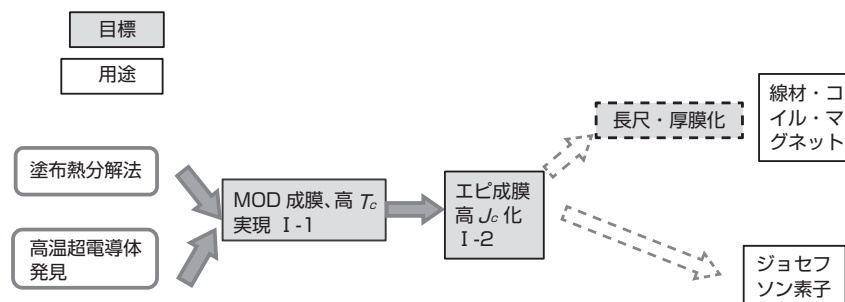 目標
用途
塗布熱分解法
高温超電導体
発見
MOD 成膜、高 Tc
実現 Ⅰ-1
エピ成膜
高 Jc 化
Ⅰ-2
長尺・厚膜化
線材・コ
イル・マ
グネット
ジョセフ
ソン素子